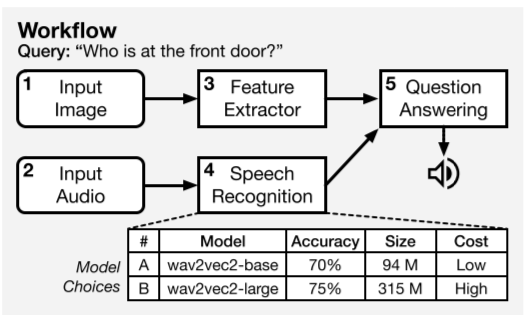 Workflow
Query: “Who is at the front door?”
1 Input Image
3 Feature Extractor
5 Question Answering
2 Input Audio
4 Speech Recognition
Model Choices
# Model Accuracy Size Cost
A wav2vec2-base 70% 94 M Low
B wav2vec2-large 75% 315 M High